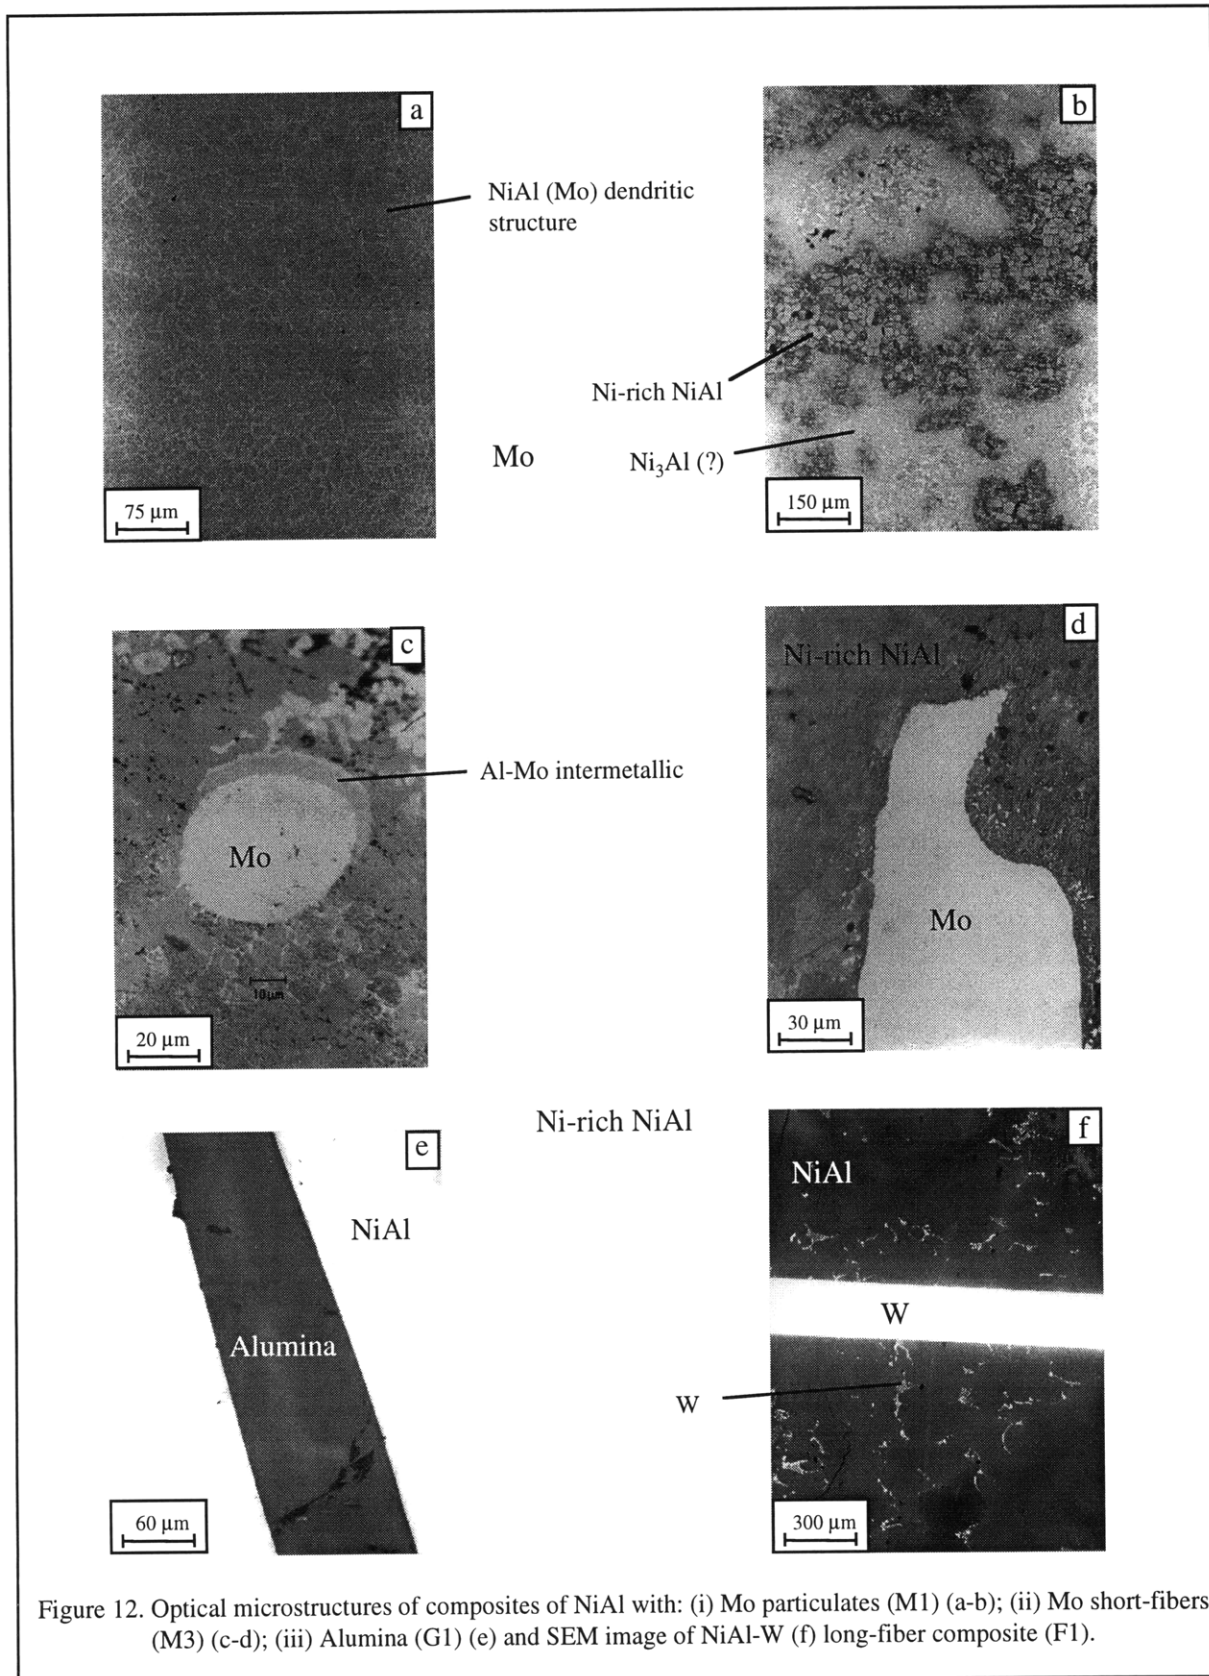 a
b
NiAl (Mo) dendritic
structure
Ni-rich NiAl
Mo
Ni₃Al (?)
75 µm
150 µm
c
d
Ni-rich NiAl
Al-Mo intermetallic
Mo
Mo
10µm
20 µm
30 µm
Ni-rich NiAl
e
f
NiAl
NiAl
W
Alumina
W
60 µm
300 µm
Figure 12. Optical microstructures of composites of NiAl with: (i) Mo particulates (M1) (a-b); (ii) Mo short-fibers
(M3) (c-d); (iii) Alumina (G1) (e) and SEM image of NiAl-W (f) long-fiber composite (F1).